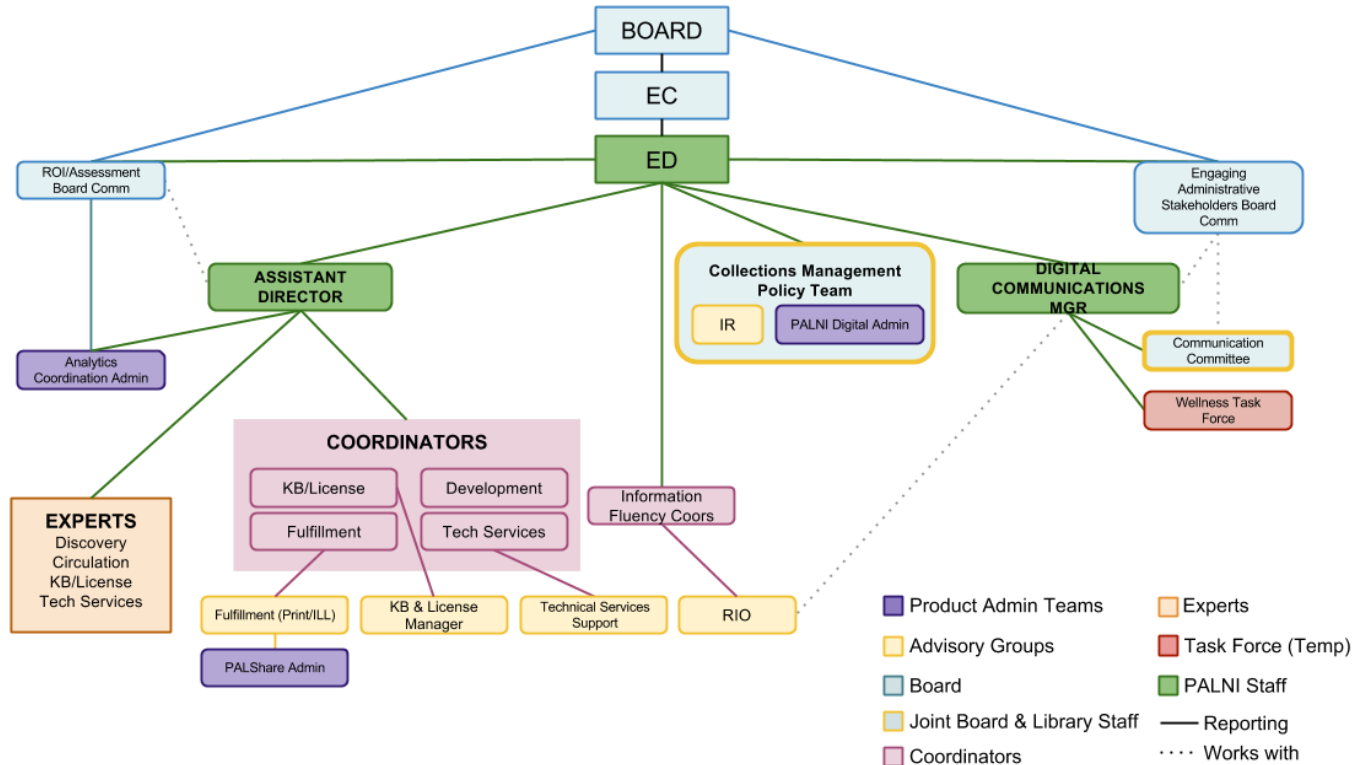 BOARD
EC
ED
ROI/Assessment
Board Comm
Engaging
Administrative
Stakeholders Board
Comm
ASSISTANT
DIRECTOR
Collections Management
Policy Team
IR
PALNI Digital Admin
DIGITAL
COMMUNICATIONS
MGR
Analytics
Coordination Admin
Communication
Committee
Wellness Task
Force
COORDINATORS
KB/License
Development
Fulfillment
Tech Services
Information
Fluency Coors
EXPERTS
Discovery
Circulation
KB/License
Tech Services
Fulfillment (Print/ILL)
KB & License
Manager
Technical Services
Support
RIO
PALShare Admin
Product Admin Teams
Experts
Advisory Groups
Task Force (Temp)
Board
PALNI Staff
Joint Board & Library Staff
Reporting
Coordinators
Works with